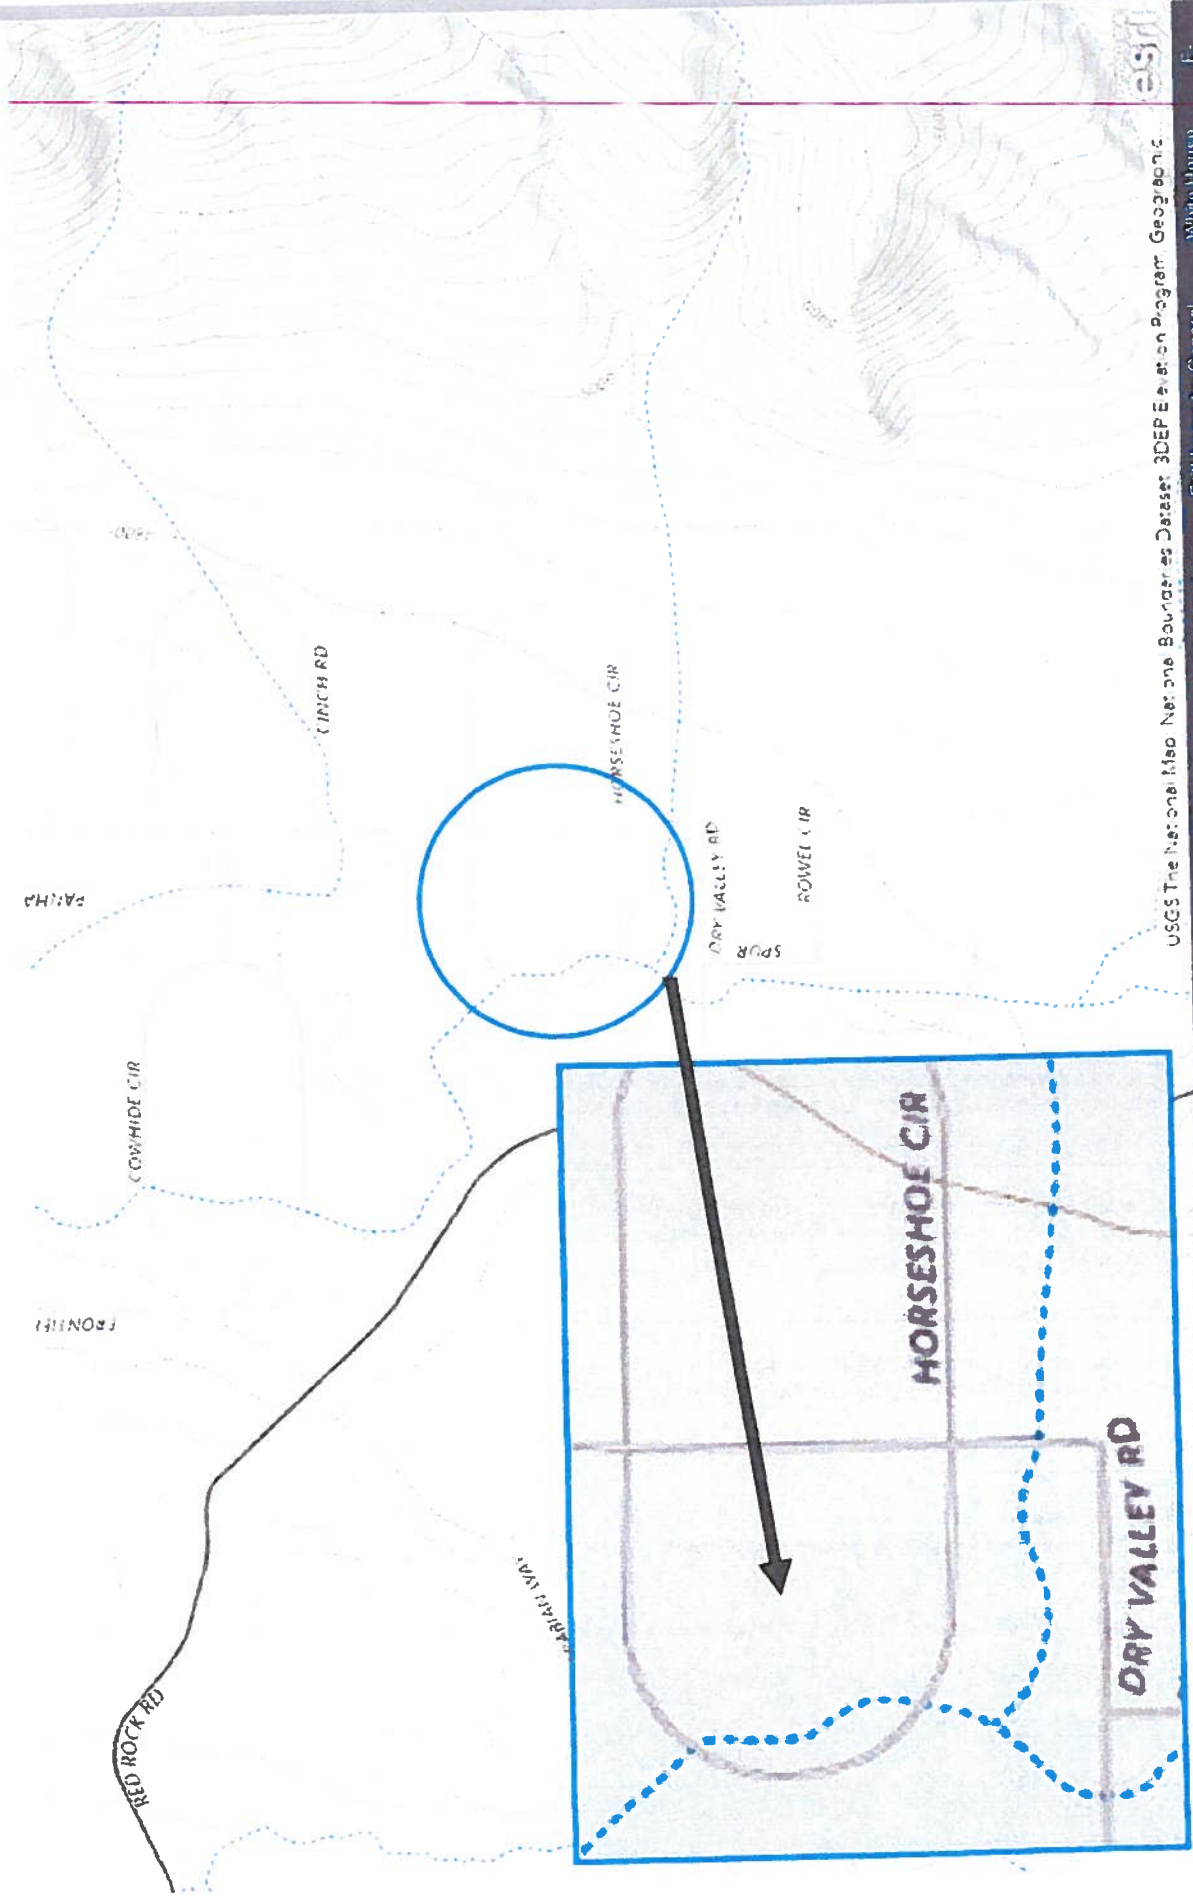 esri
CINCH RD
HORSESHOE CIR
DRY VALLEY RD
ROWEL CIR
SPUR
COWHIDE CIR
RED ROCK RD
HORSESHOE CIR
DRY VALLEY RD
USGS The National Map: National Boundaries Dataset, 3DEP Elevation Program, Geographic